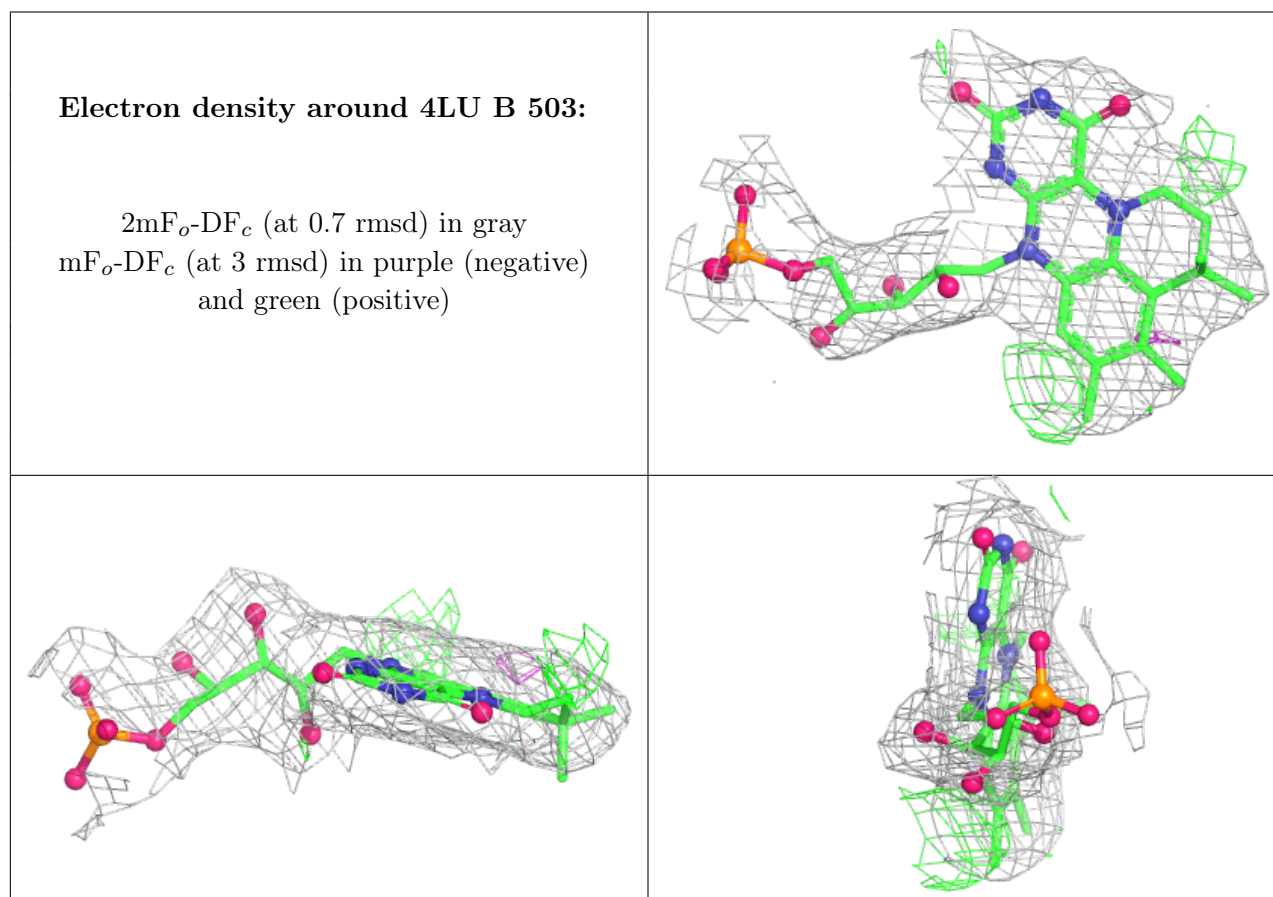 Electron density around 4LU B 503:
2mFo-DFc (at 0.7 rmsd) in gray
mFo-DFc (at 3 rmsd) in purple (negative)
and green (positive)